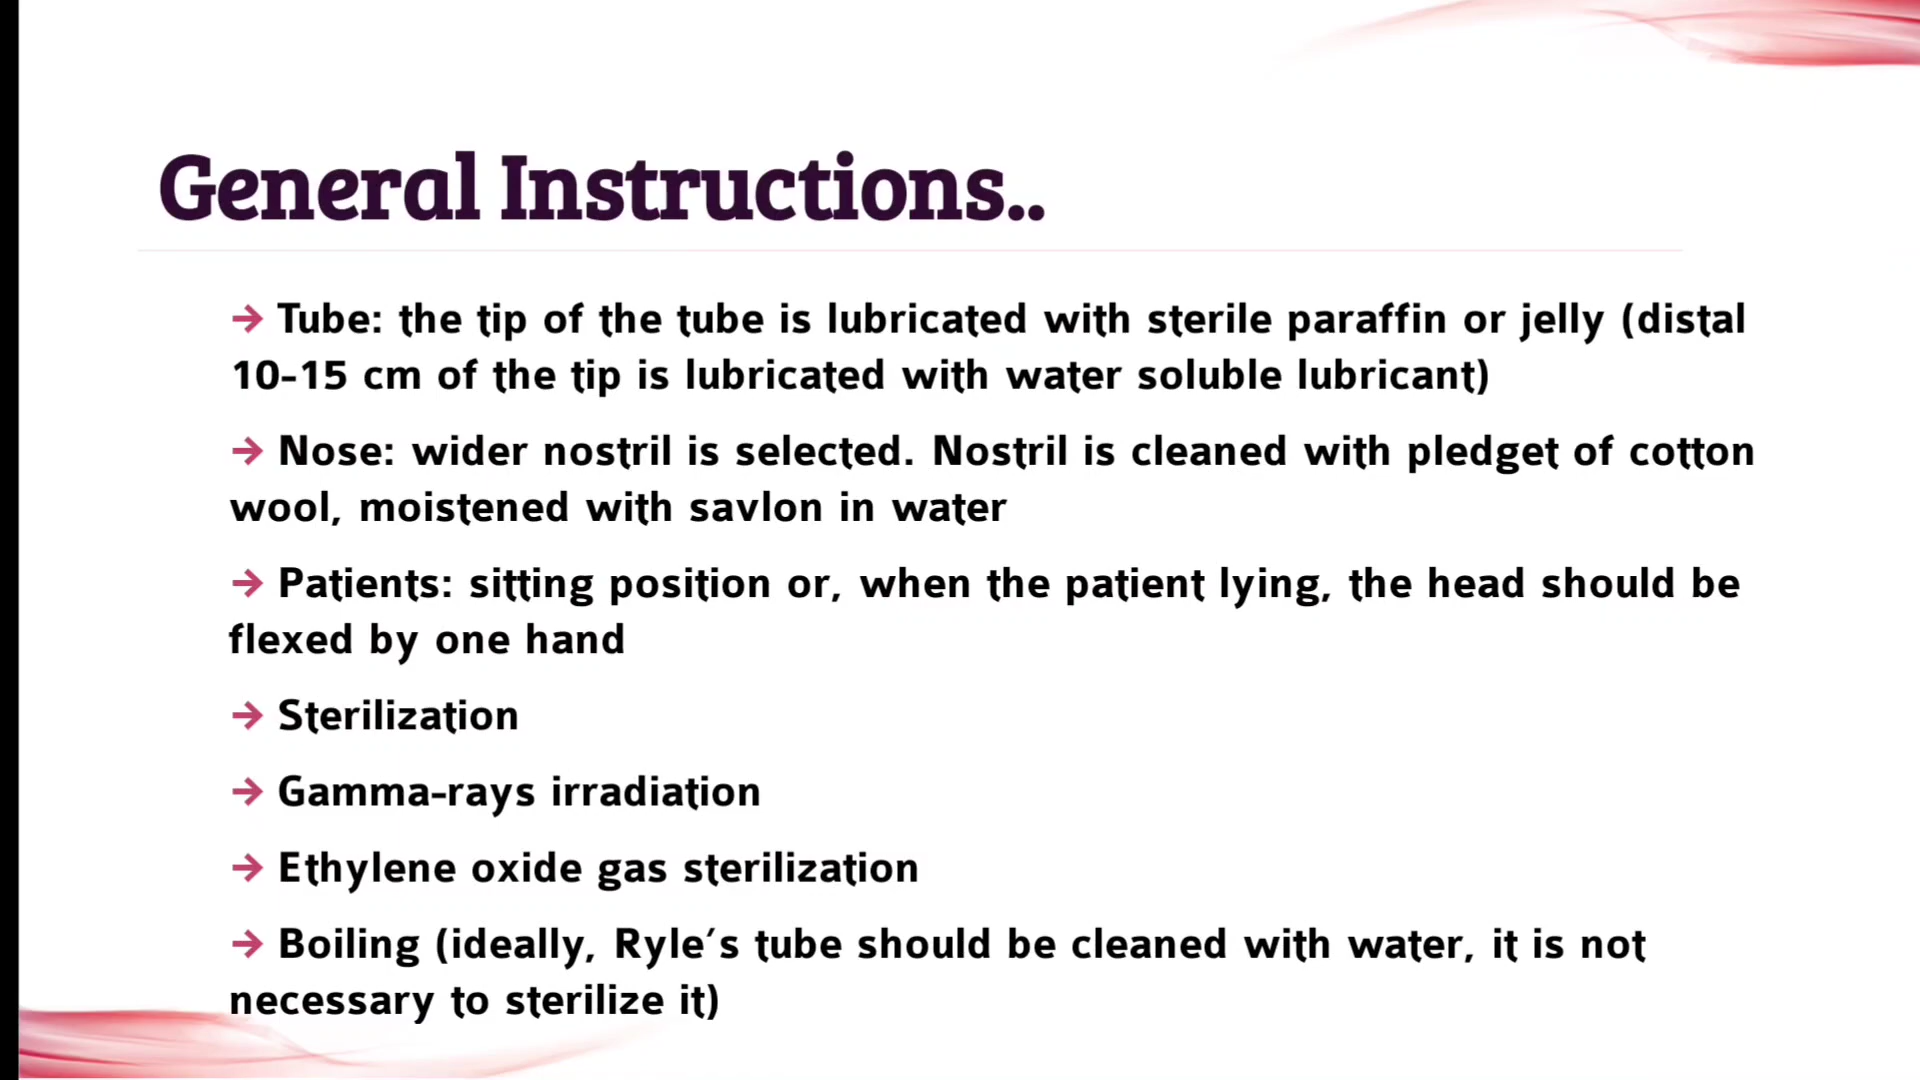 General Instructions..
→ Tube: the tip of the tube is lubricated with sterile paraffin or jelly (distal
10-15 cm of the tip is lubricated with water soluble lubricant)
→ Nose: wider nostril is selected. Nostril is cleaned with pledget of cotton
wool, moistened with savlon in water
→ Patients: sitting position or, when the patient lying, the head should be
flexed by one hand
→ Sterilization
→ Gamma-rays irradiation
→ Ethylene oxide gas sterilization
→ Boiling (ideally, Ryle′s tube should be cleaned with water, it is not
necessary to sterilize it)